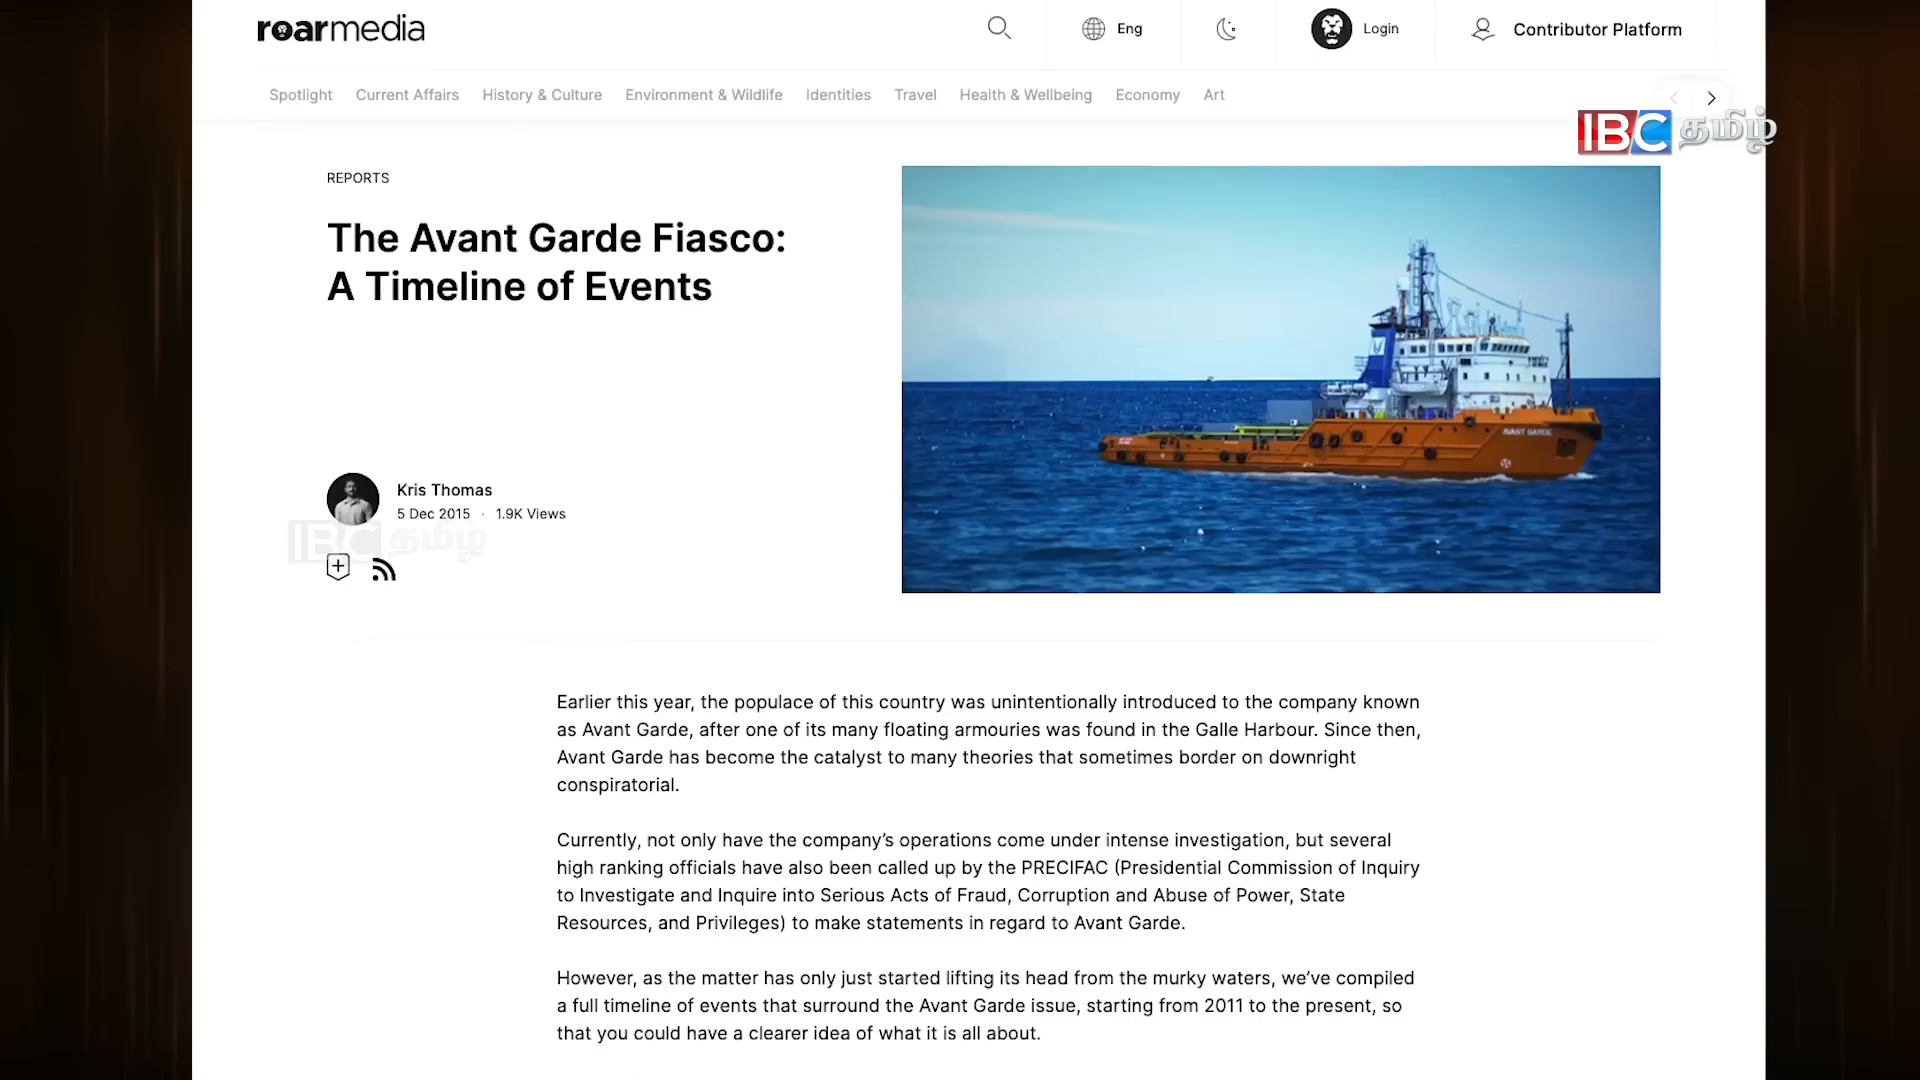 roarmedia
Eng
Login
Contributor Platform
Spotlight Current Affairs History & Culture Environment & Wildlife Identities Travel Health & Wellbeing Economy Art
IBC தமிழ்
REPORTS
The Avant Garde Fiasco:
A Timeline of Events
AVANT GARDE
Kris Thomas
5 Dec 2015 · 1.9K Views
IBC தமிழ்
Earlier this year, the populace of this country was unintentionally introduced to the company known
as Avant Garde, after one of its many floating armouries was found in the Galle Harbour. Since then,
Avant Garde has become the catalyst to many theories that sometimes border on downright
conspiratorial.
Currently, not only have the company’s operations come under intense investigation, but several
high ranking officials have also been called up by the PRECIFAC (Presidential Commission of Inquiry
to Investigate and Inquire into Serious Acts of Fraud, Corruption and Abuse of Power, State
Resources, and Privileges) to make statements in regard to Avant Garde.
However, as the matter has only just started lifting its head from the murky waters, we’ve compiled
a full timeline of events that surround the Avant Garde issue, starting from 2011 to the present, so
that you could have a clearer idea of what it is all about.